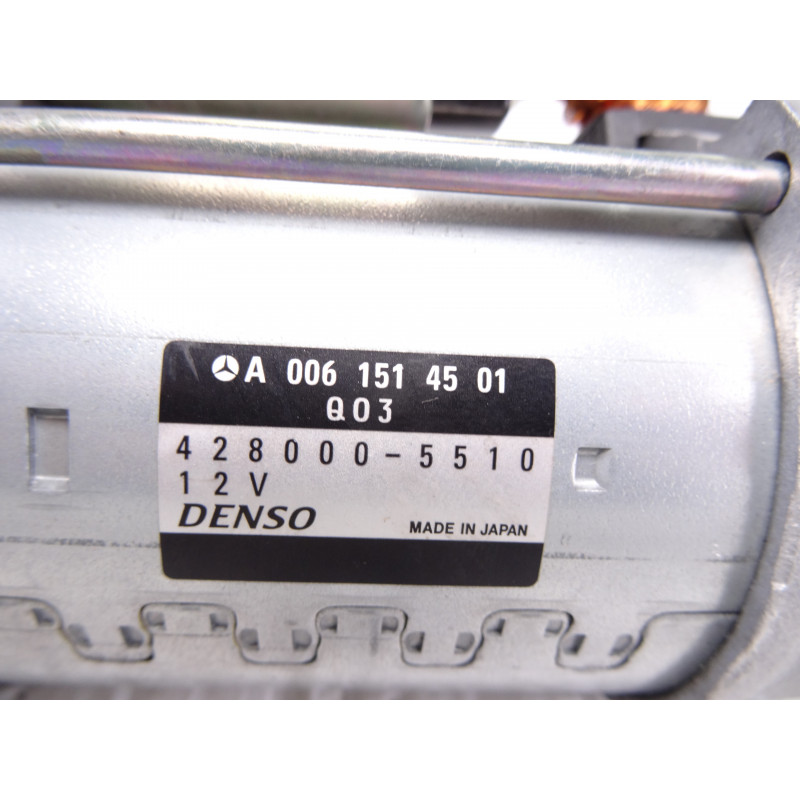 A 006 151 45 01
Q03
428000-5510
12V
DENSO
MADE IN JAPAN